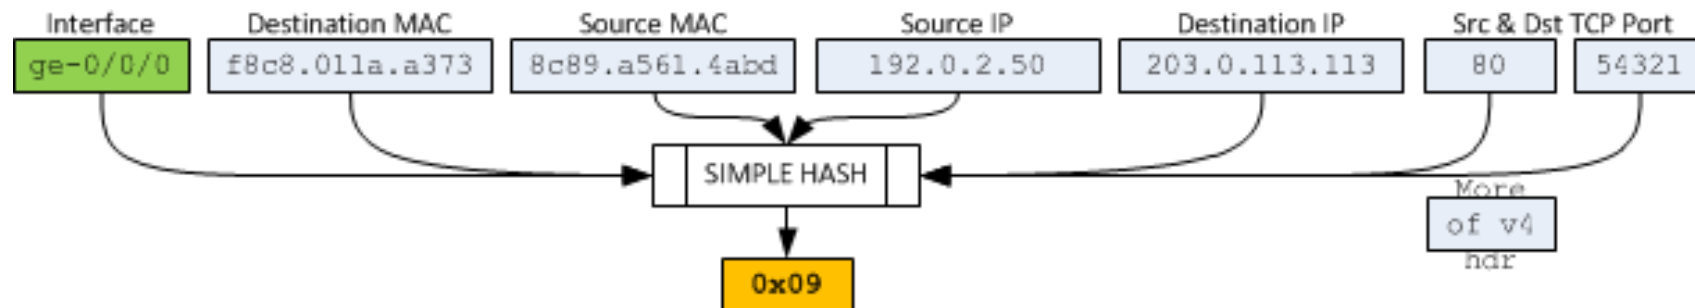 Interface Destination MAC Source MAC Source IP Destination IP Src & Dst TCP Port
ge-0/0/0 f8c8.011a.a373 8c89.a561.4abd 192.0.2.50 203.0.113.113 80 54321
SIMPLE HASH
More
of v4
hdr
0x09